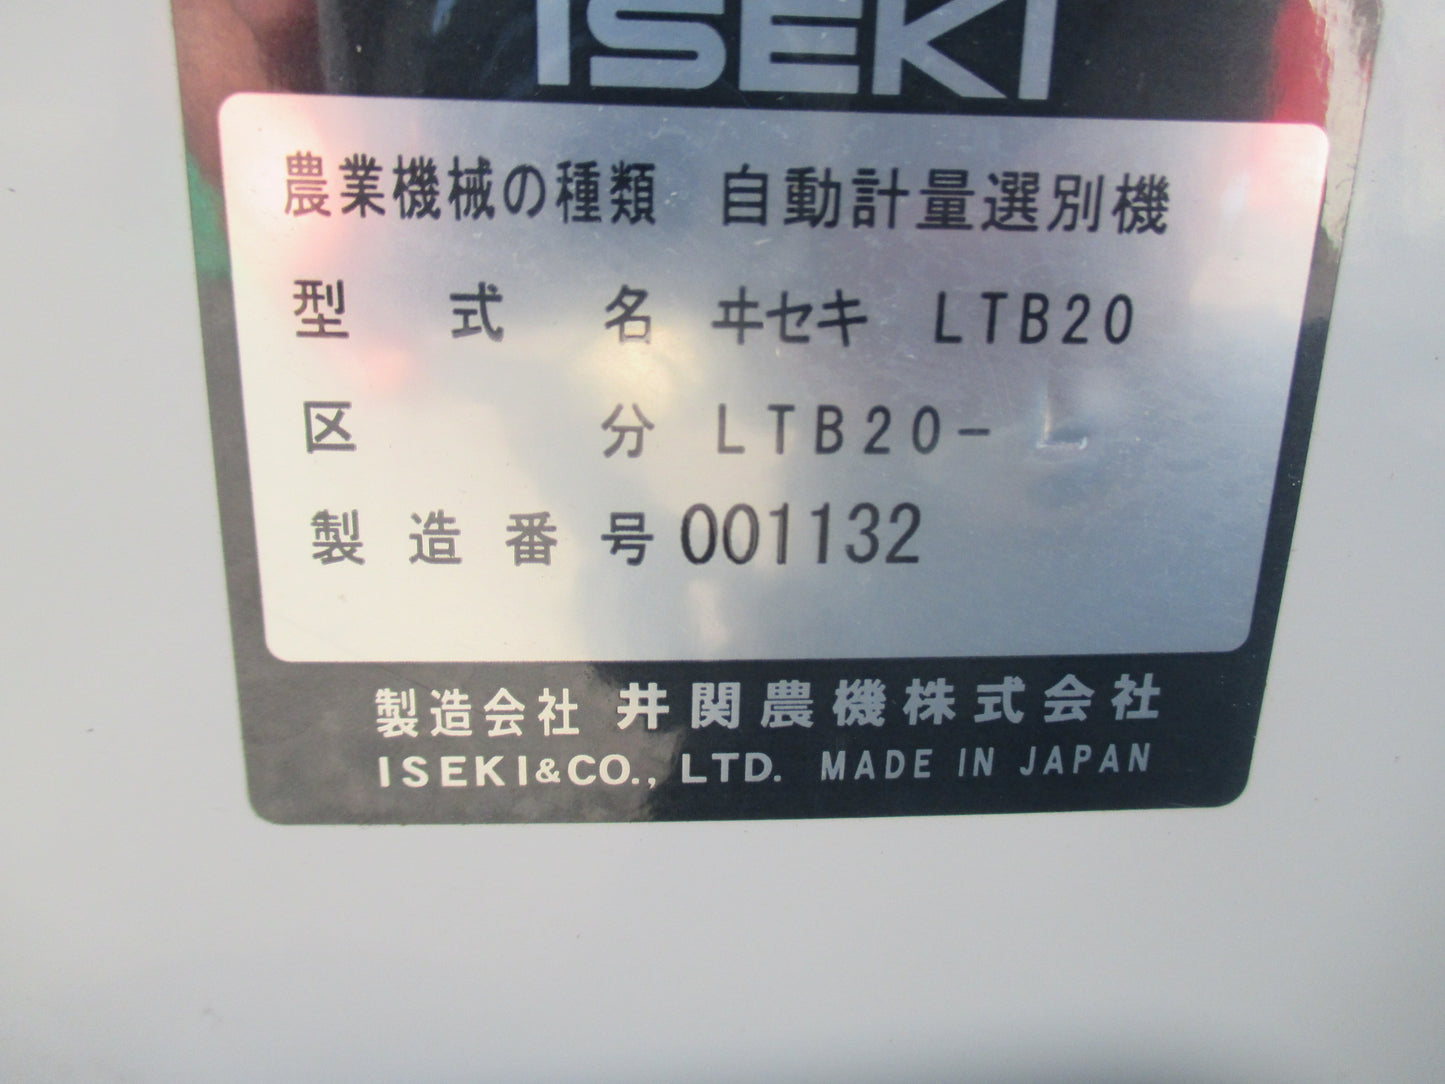 ISEKI
農業機械の種類 自動計量選別機
型式名 ヰセキ LTB20
区分 LTB20- L
製造番号 001132
製造会社 井関農機株式会社
ISEKI&CO., LTD. MADE IN JAPAN